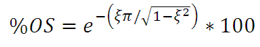 %OS = e^{-(ξπ/√(1-ξ^2))} * 100